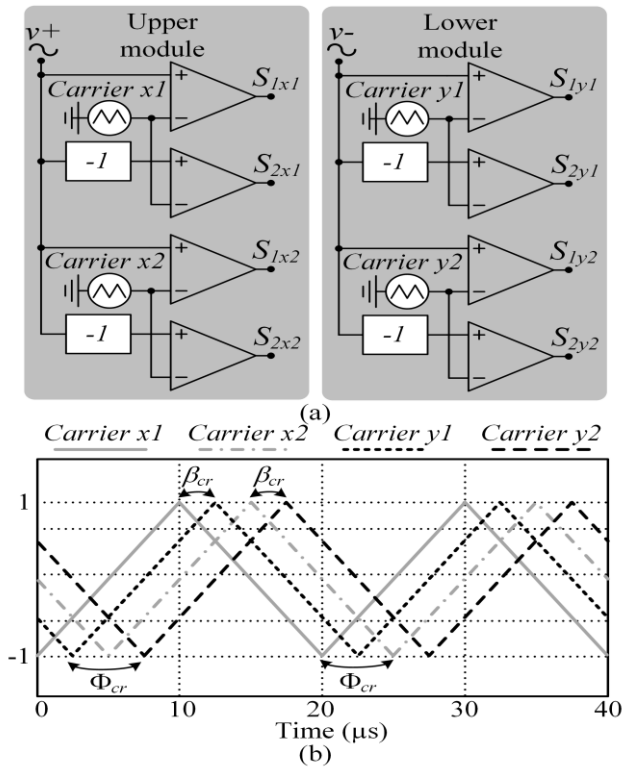 Upper module
v+
Carrier x1
S1x1
-1
S2x1
Carrier x2
S1x2
-1
S2x2
Lower module
v-
Carrier y1
S1y1
-1
S2y1
Carrier y2
S1y2
-1
S2y2
(a)
Carrier x1 Carrier x2 Carrier y1 Carrier y2
βcr βcr
1
-1
Φcr Φcr
0 10 20 30 40
Time (µs)
(b)